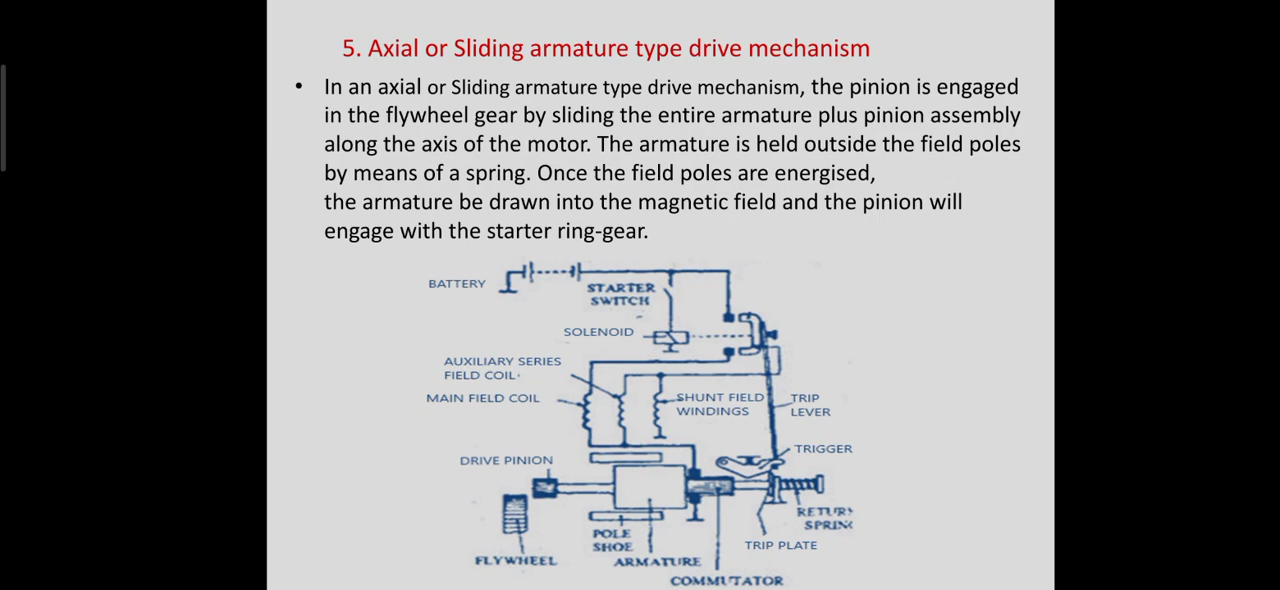 5. Axial or Sliding armature type drive mechanism
• In an axial or Sliding armature type drive mechanism, the pinion is engaged
in the flywheel gear by sliding the entire armature plus pinion assembly
along the axis of the motor. The armature is held outside the field poles
by means of a spring. Once the field poles are energised,
the armature be drawn into the magnetic field and the pinion will
engage with the starter ring-gear.
BATTERY
STARTER
SWITCH
SOLENOID
AUXILIARY SERIES
FIELD COIL
MAIN FIELD COIL
SHUNT FIELD
WINDINGS
TRIP
LEVER
TRIGGER
DRIVE PINION
RETURN
SPRING
POLE
SHOE
TRIP PLATE
FLYWHEEL
ARMATURE
COMMUTATOR